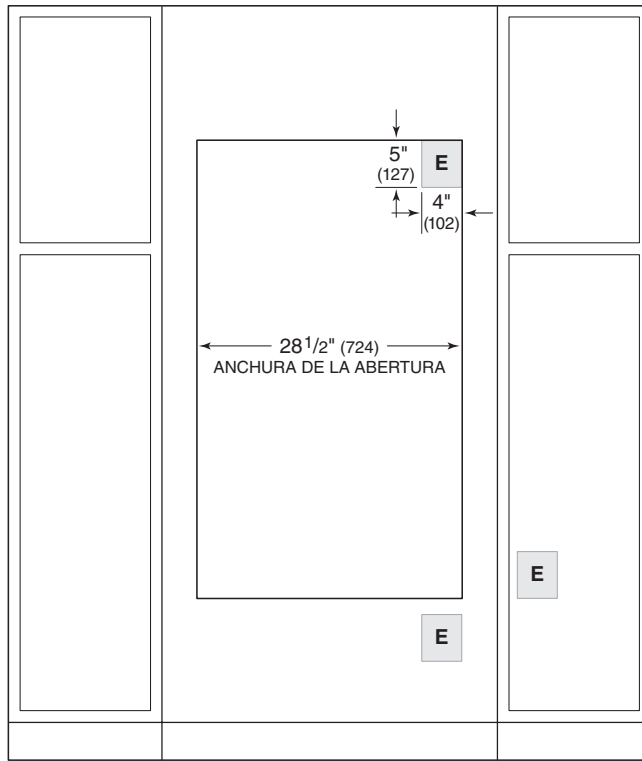 5"
(127)
E
4"
(102)
28 1/2" (724)
ANCHURA DE LA ABERTURA
E
E